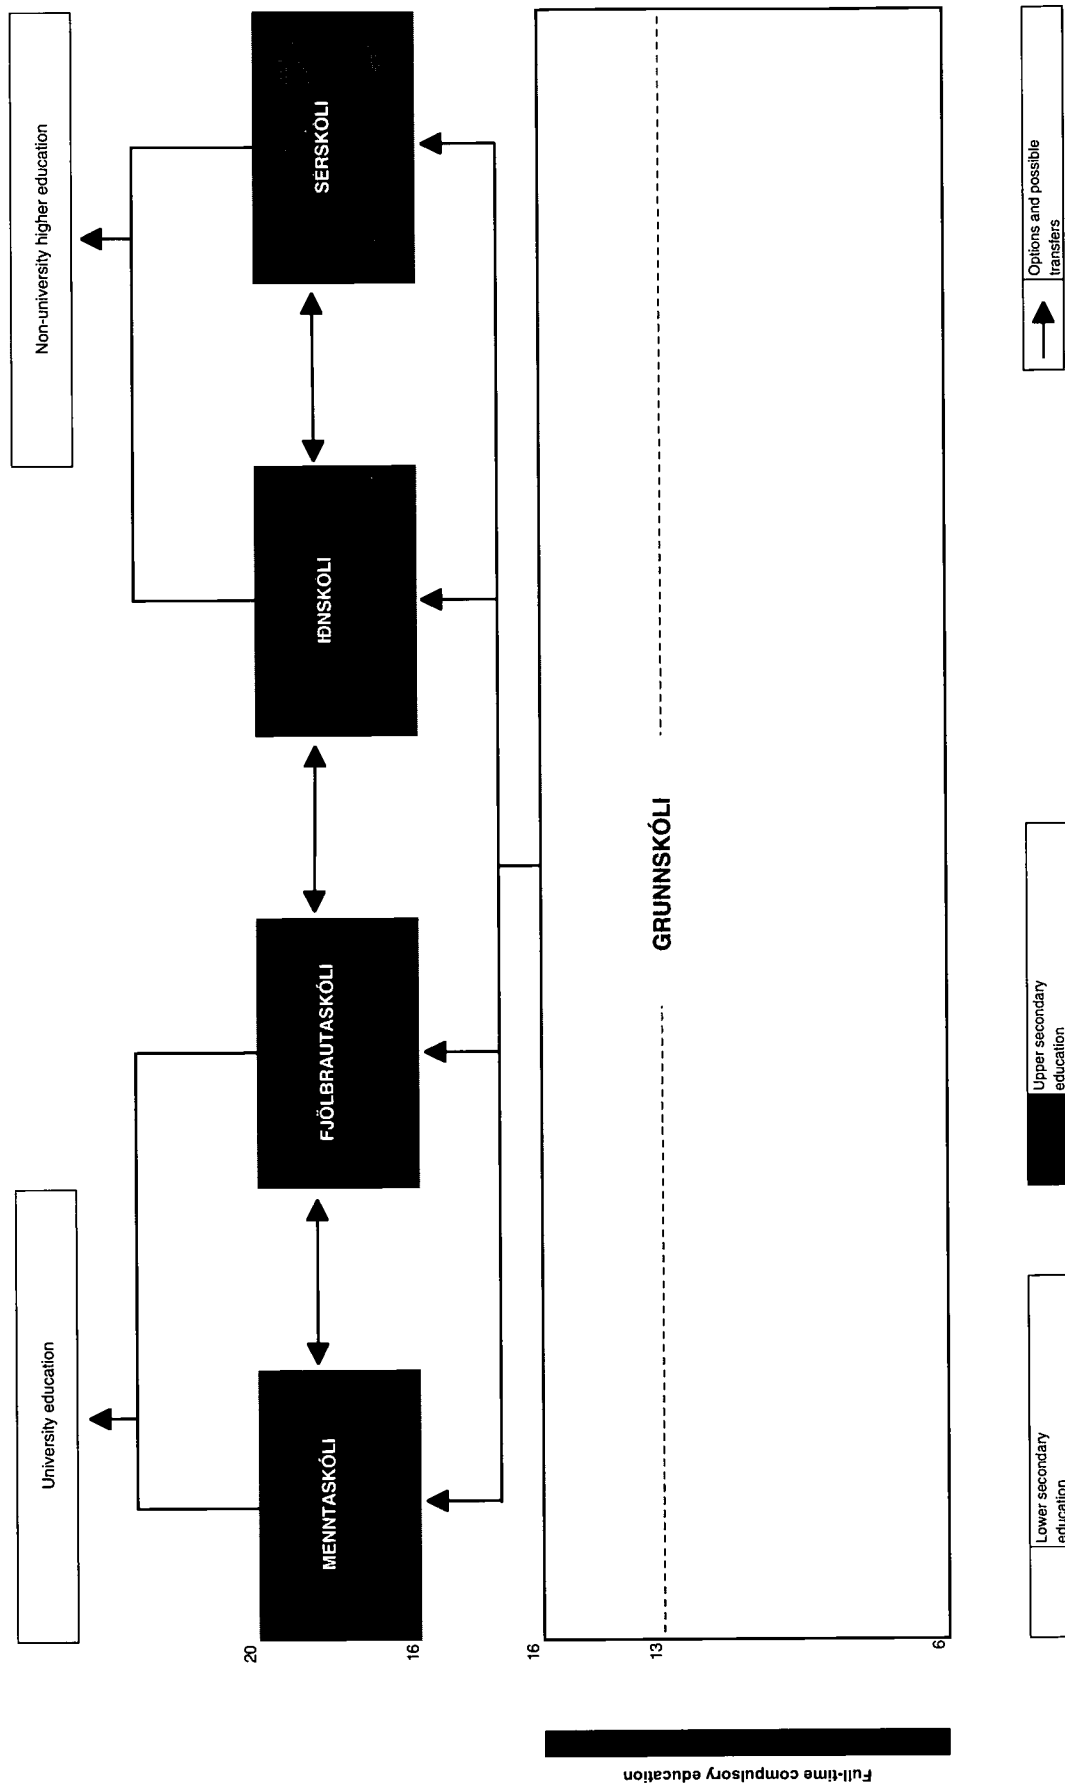 University education
Non-university higher education
20
MENNTASKÓLI
FJÖLBRAUTASKÓLI
IÐNSKÓLI
SÉRSKÓLI
16
16
GRUNNSKÓLI
13
6
Full-time compulsory education
Lower secondary
education
Upper secondary
education
Options and possible
transfers